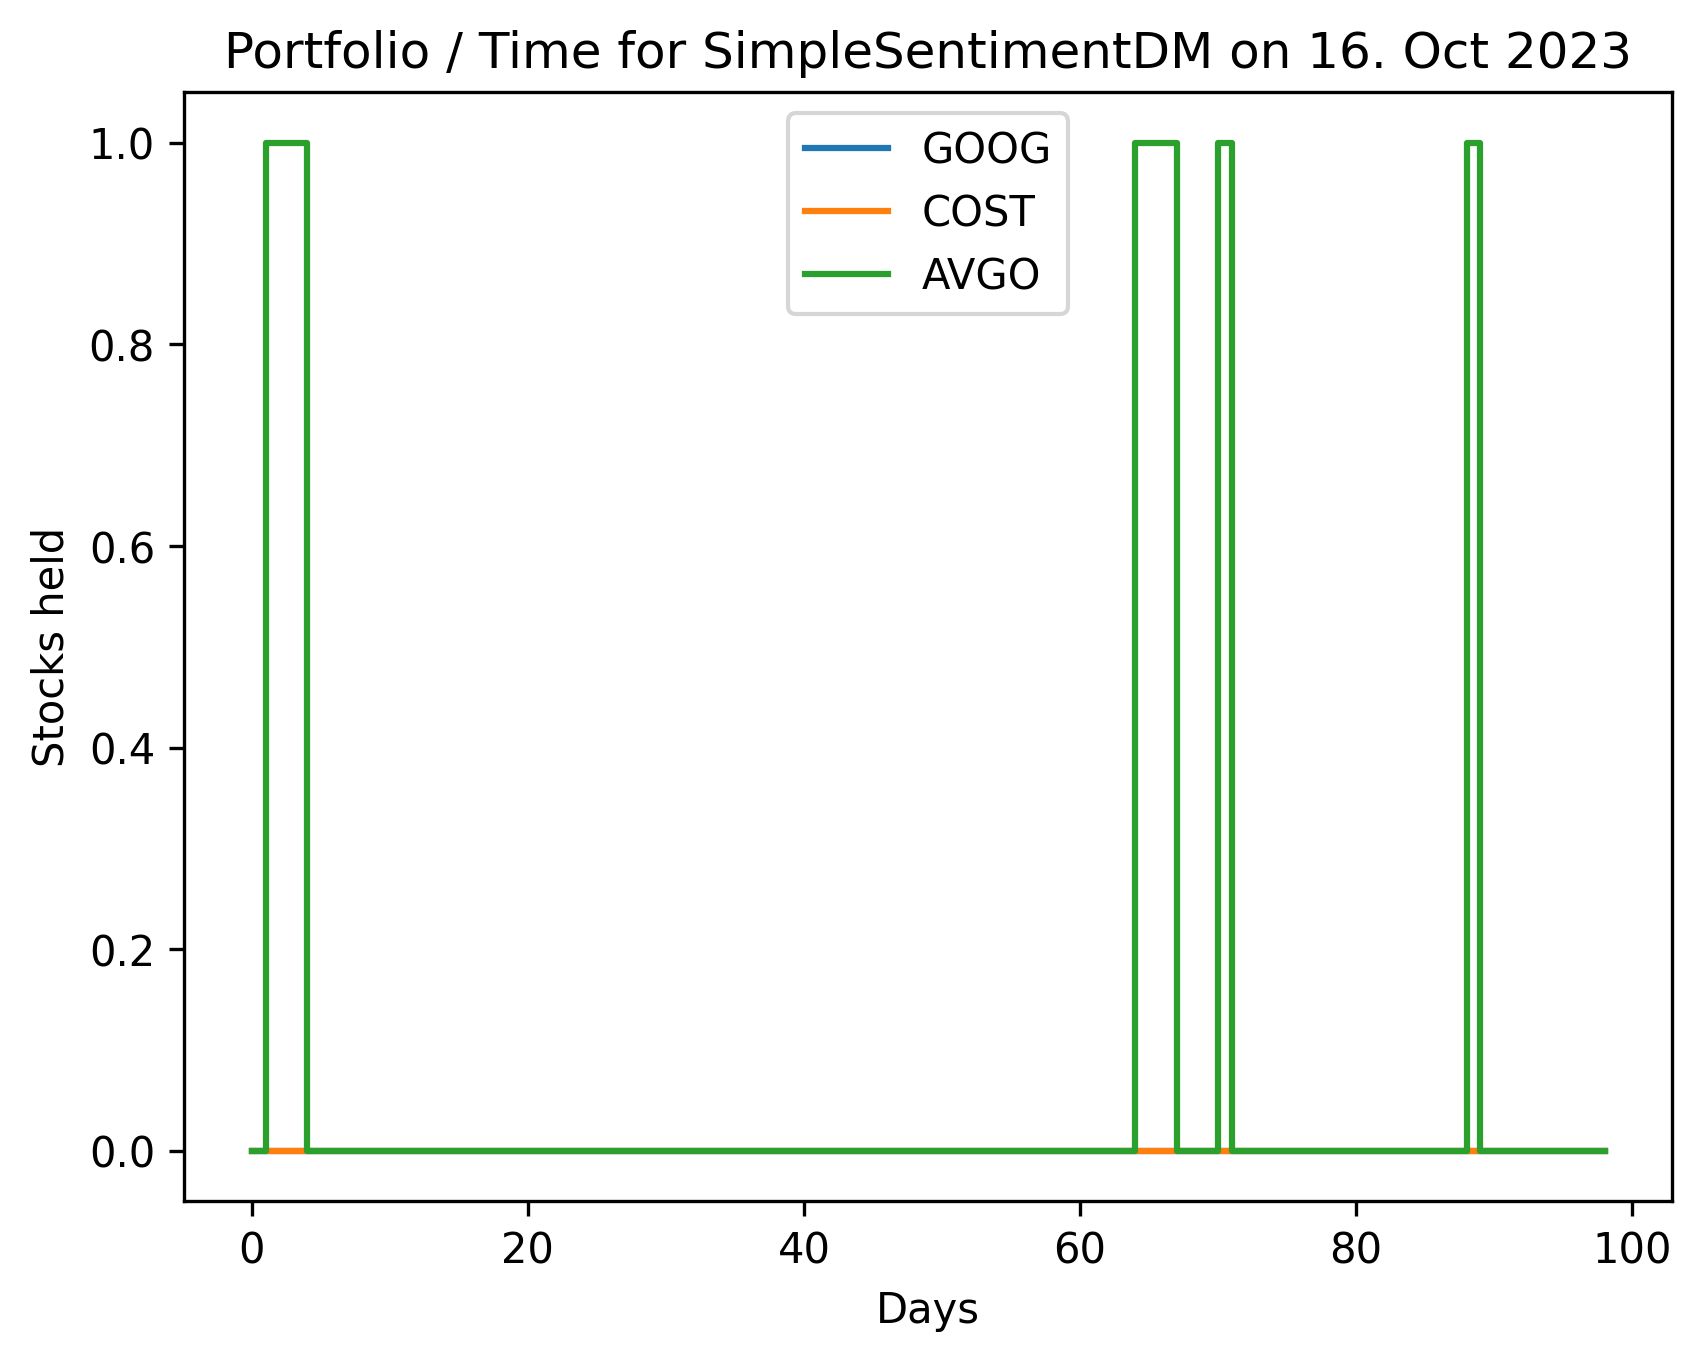 Portfolio / Time for SimpleSentimentDM on 16. Oct 2023
GOOG
COST
AVGO
1.0
0.8
0.6
0.4
0.2
0.0
Stocks held
0 20 40 60 80 100
Days